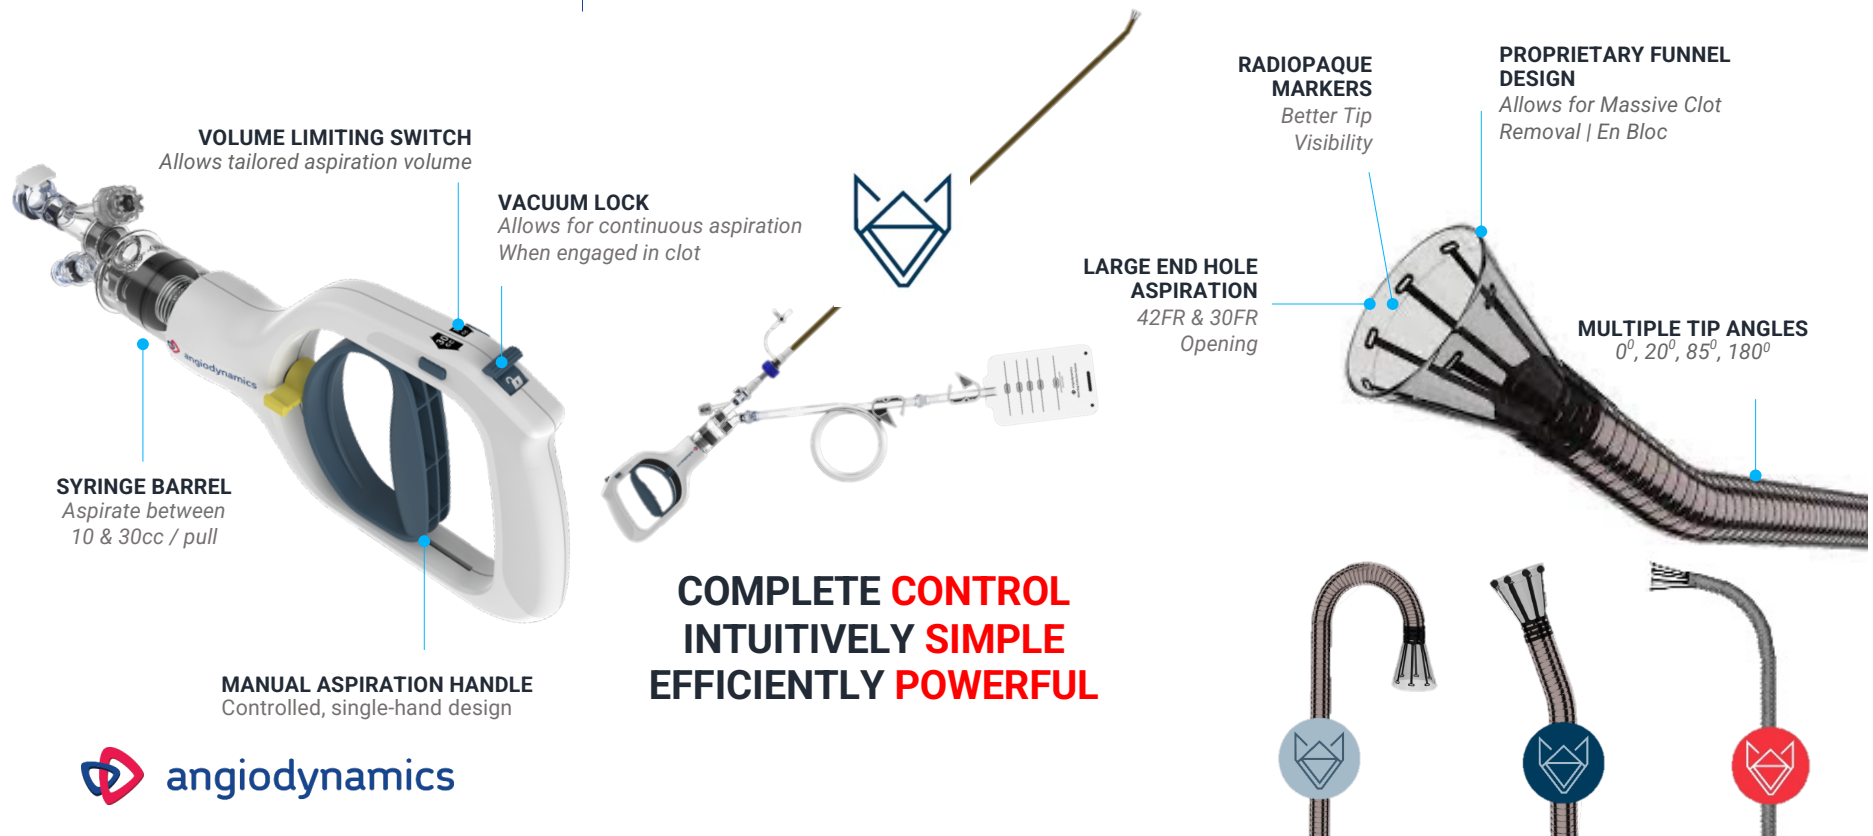 VOLUME LIMITING SWITCH
Allows tailored aspiration volume
VACUUM LOCK
Allows for continuous aspiration
When engaged in clot
30
cc
angiodynamics
SYRINGE BARREL
Aspirate between
10 & 30cc / pull
MANUAL ASPIRATION HANDLE
Controlled, single-hand design
angiodynamics
COMPLETE CONTROL
INTUITIVELY SIMPLE
EFFICIENTLY POWERFUL
RADIOPAQUE
MARKERS
Better Tip
Visibility
PROPRIETARY FUNNEL
DESIGN
Allows for Massive Clot
Removal | En Bloc
LARGE END HOLE
ASPIRATION
42FR & 30FR
Opening
MULTIPLE TIP ANGLES
0⁰, 20⁰, 85⁰, 180⁰